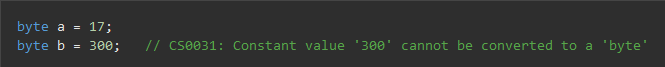 byte a = 17;
byte b = 300;   // CS0031: Constant value '300' cannot be converted to a 'byte'